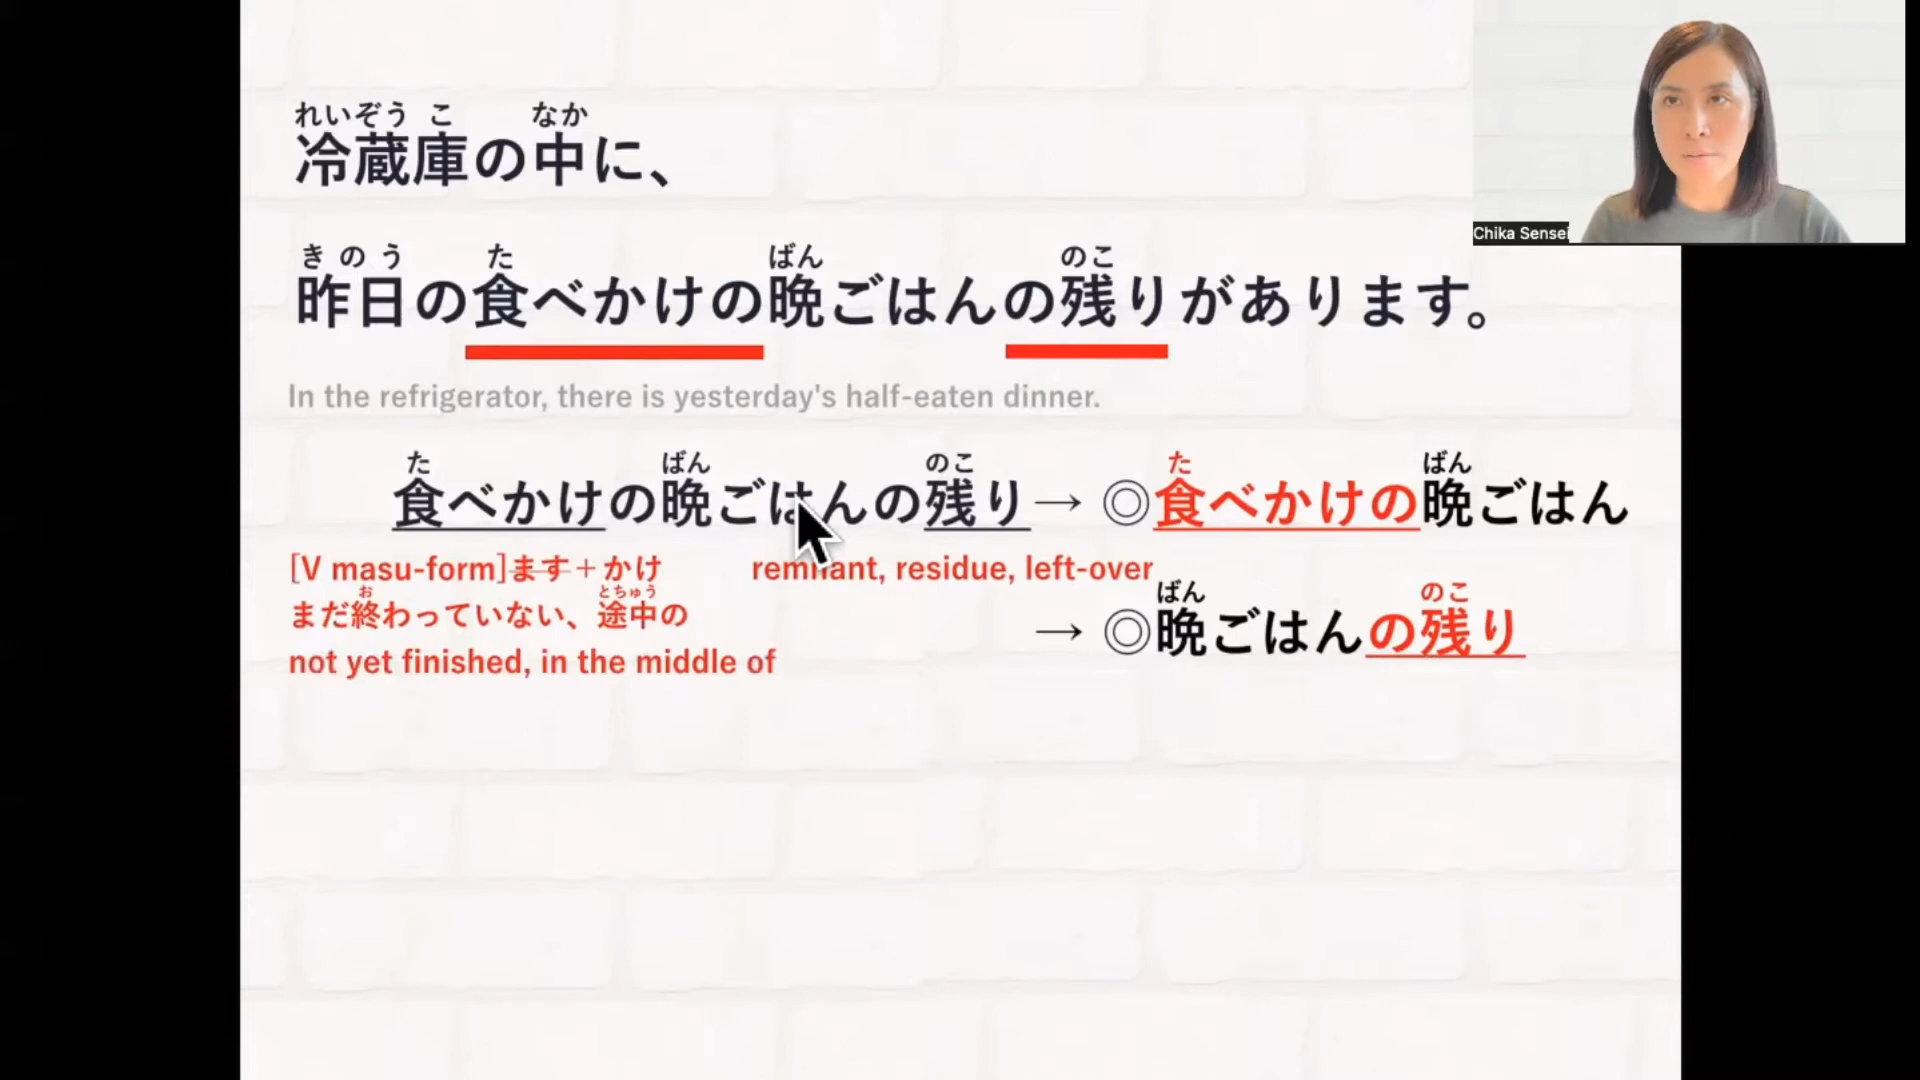 れいぞう こ なか
冷蔵庫の中に、
きのう た ばん のこ
昨日の食べかけの晩ごはんの残りがあります。
In the refrigerator, there is yesterday's half-eaten dinner.
た ばん のこ た ばん
食べかけの晩ごはんの残り→ ◎食べかけの晩ごはん
[V masu-form]ます＋かけ remnant, residue, left-over
お とちゅう
まだ終わっていない、途中の
ばん のこ
→ ◎晩ごはんの残り
not yet finished, in the middle of
Chika Sensei